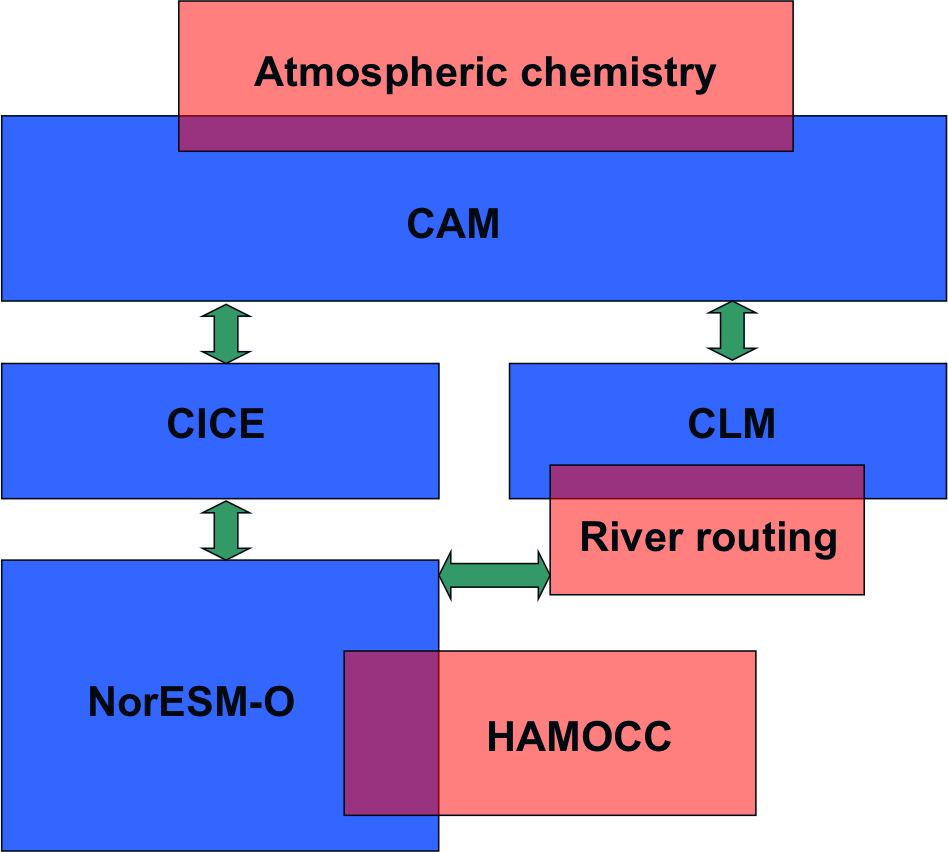 Atmospheric chemistry
CAM
CICE
CLM
River routing
NorESM-O
HAMOCC